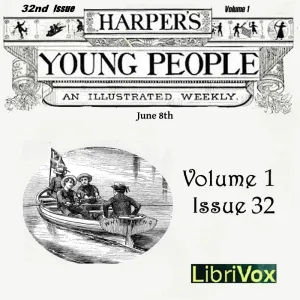 32nd Issue
Volume 1
HARPER'S
YOUNG PEOPLE
AN ILLUSTRATED WEEKLY.
June 8th
Volume 1
Issue 32
LibriVox